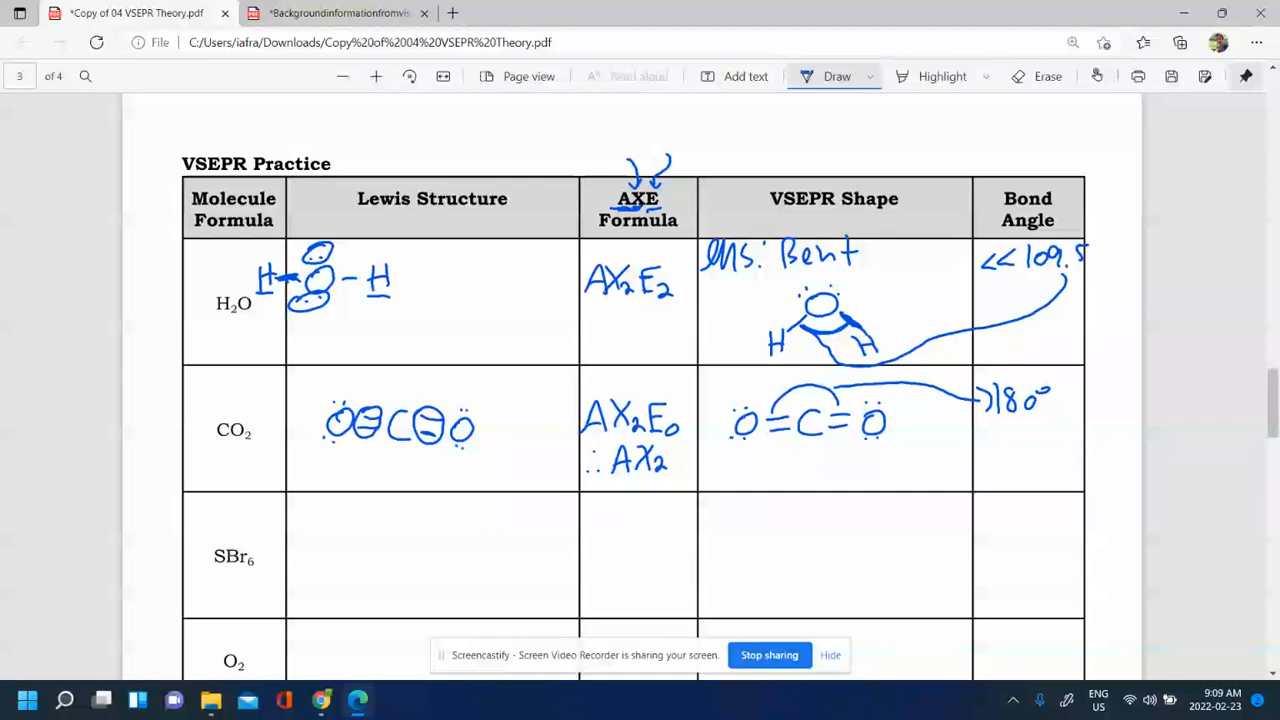 *Copy of 04 VSEPR Theory.pdf
*Backgroundinformationfromvis
File
C:/Users/iafra/Downloads/Copy%20of%2004%20VSEPR%20Theory.pdf
3 of 4
Page view
Read aloud
Add text
Draw
Highlight
Erase
VSEPR Practice
Molecule Formula
Lewis Structure
AXE Formula
VSEPR Shape
Bond Angle
H₂O
H-O-H
AX₂E₂
MS: Bent
O
H H
<<109.5
CO₂
O=C=O
AX₂E₀
∴ AX₂
O=C=O
180°
SBr₆
O₂
Screencastify - Screen Video Recorder is sharing your screen.
Stop sharing
Hide
ENG
US
9:09 AM
2022-02-23